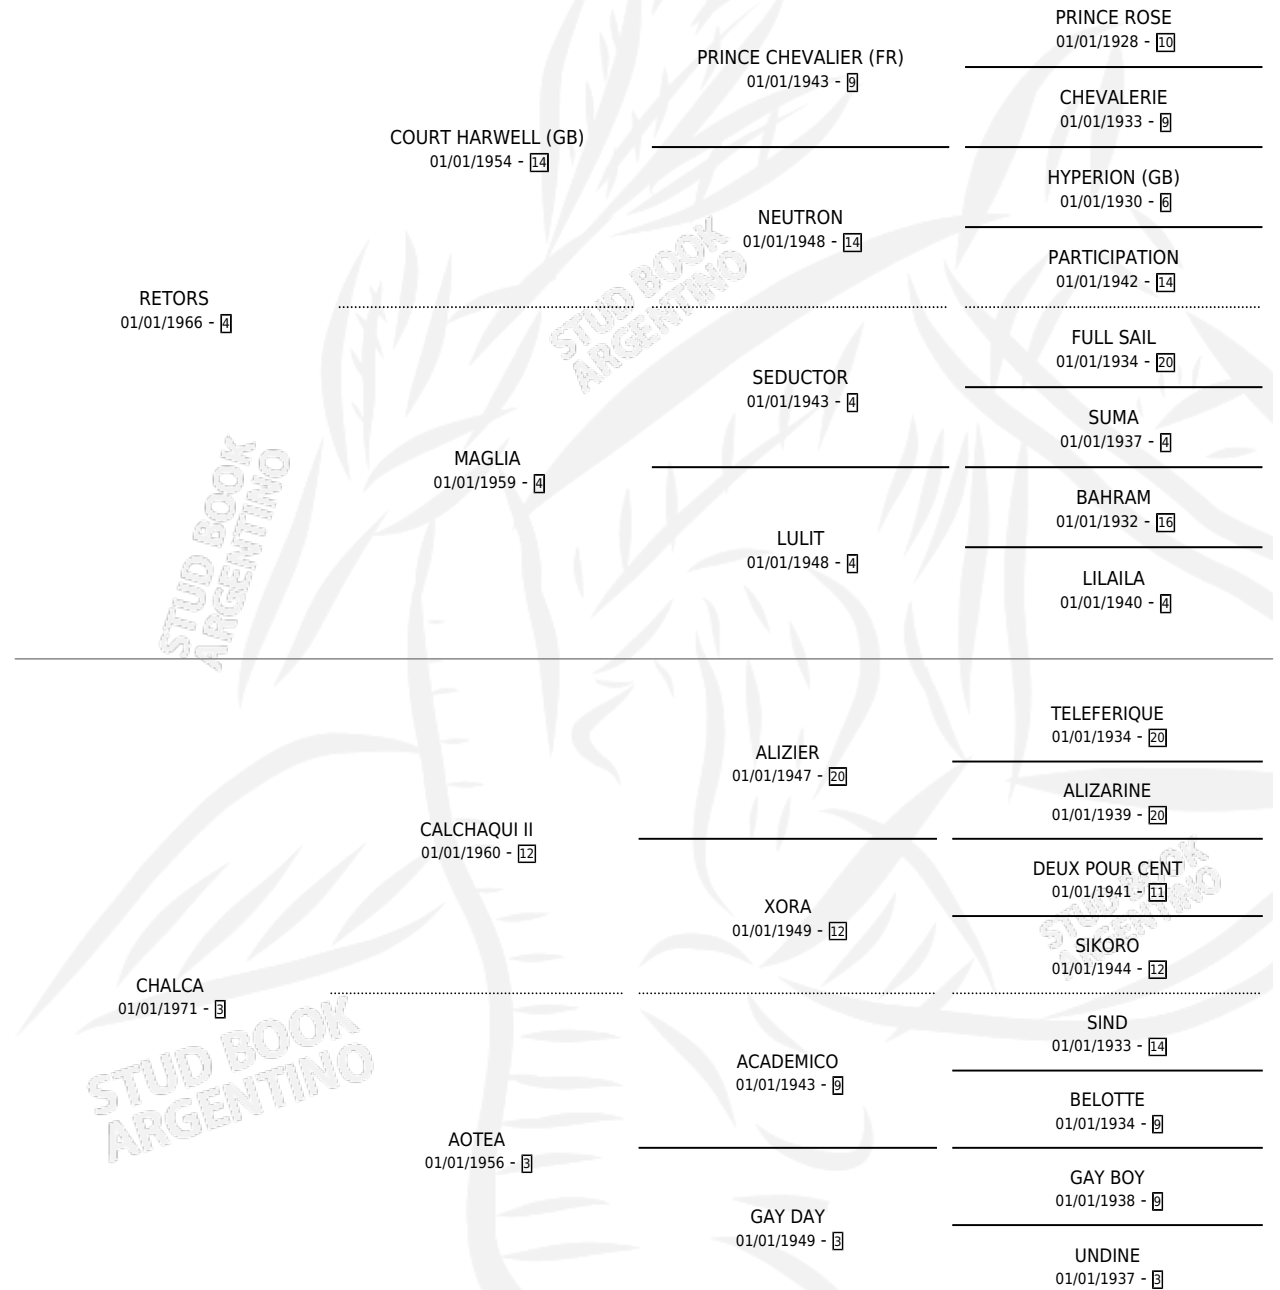 PRINCE ROSE
01/01/1928 - 10
PRINCE CHEVALIER (FR)
01/01/1943 - 9
CHEVALERIE
01/01/1933 - 9
COURT HARWELL (GB)
01/01/1954 - 14
HYPERION (GB)
01/01/1930 - 6
NEUTRON
01/01/1948 - 14
PARTICIPATION
01/01/1942 - 14
RETORS
01/01/1966 - 4
FULL SAIL
01/01/1934 - 20
SEDUCTOR
01/01/1943 - 4
SUMA
01/01/1937 - 4
MAGLIA
01/01/1959 - 4
BAHRAM
01/01/1932 - 16
LULIT
01/01/1948 - 4
LILAILA
01/01/1940 - 4
TELEFERIQUE
01/01/1934 - 20
ALIZIER
01/01/1947 - 20
ALIZARINE
01/01/1939 - 20
CALCHAQUI II
01/01/1960 - 12
DEUX POUR CENT
01/01/1941 - 11
XORA
01/01/1949 - 12
SIKORO
01/01/1944 - 12
CHALCA
01/01/1971 - 3
SIND
01/01/1933 - 14
ACADEMICO
01/01/1943 - 9
BELOTTE
01/01/1934 - 9
AOTEA
01/01/1956 - 3
GAY BOY
01/01/1938 - 9
GAY DAY
01/01/1949 - 3
UNDINE
01/01/1937 - 3
STUD BOOK
ARGENTINO
STUD BOOK
ARGENTINO
STUD BOOK
ARGENTINO
STUD BOOK
ARGENTINO